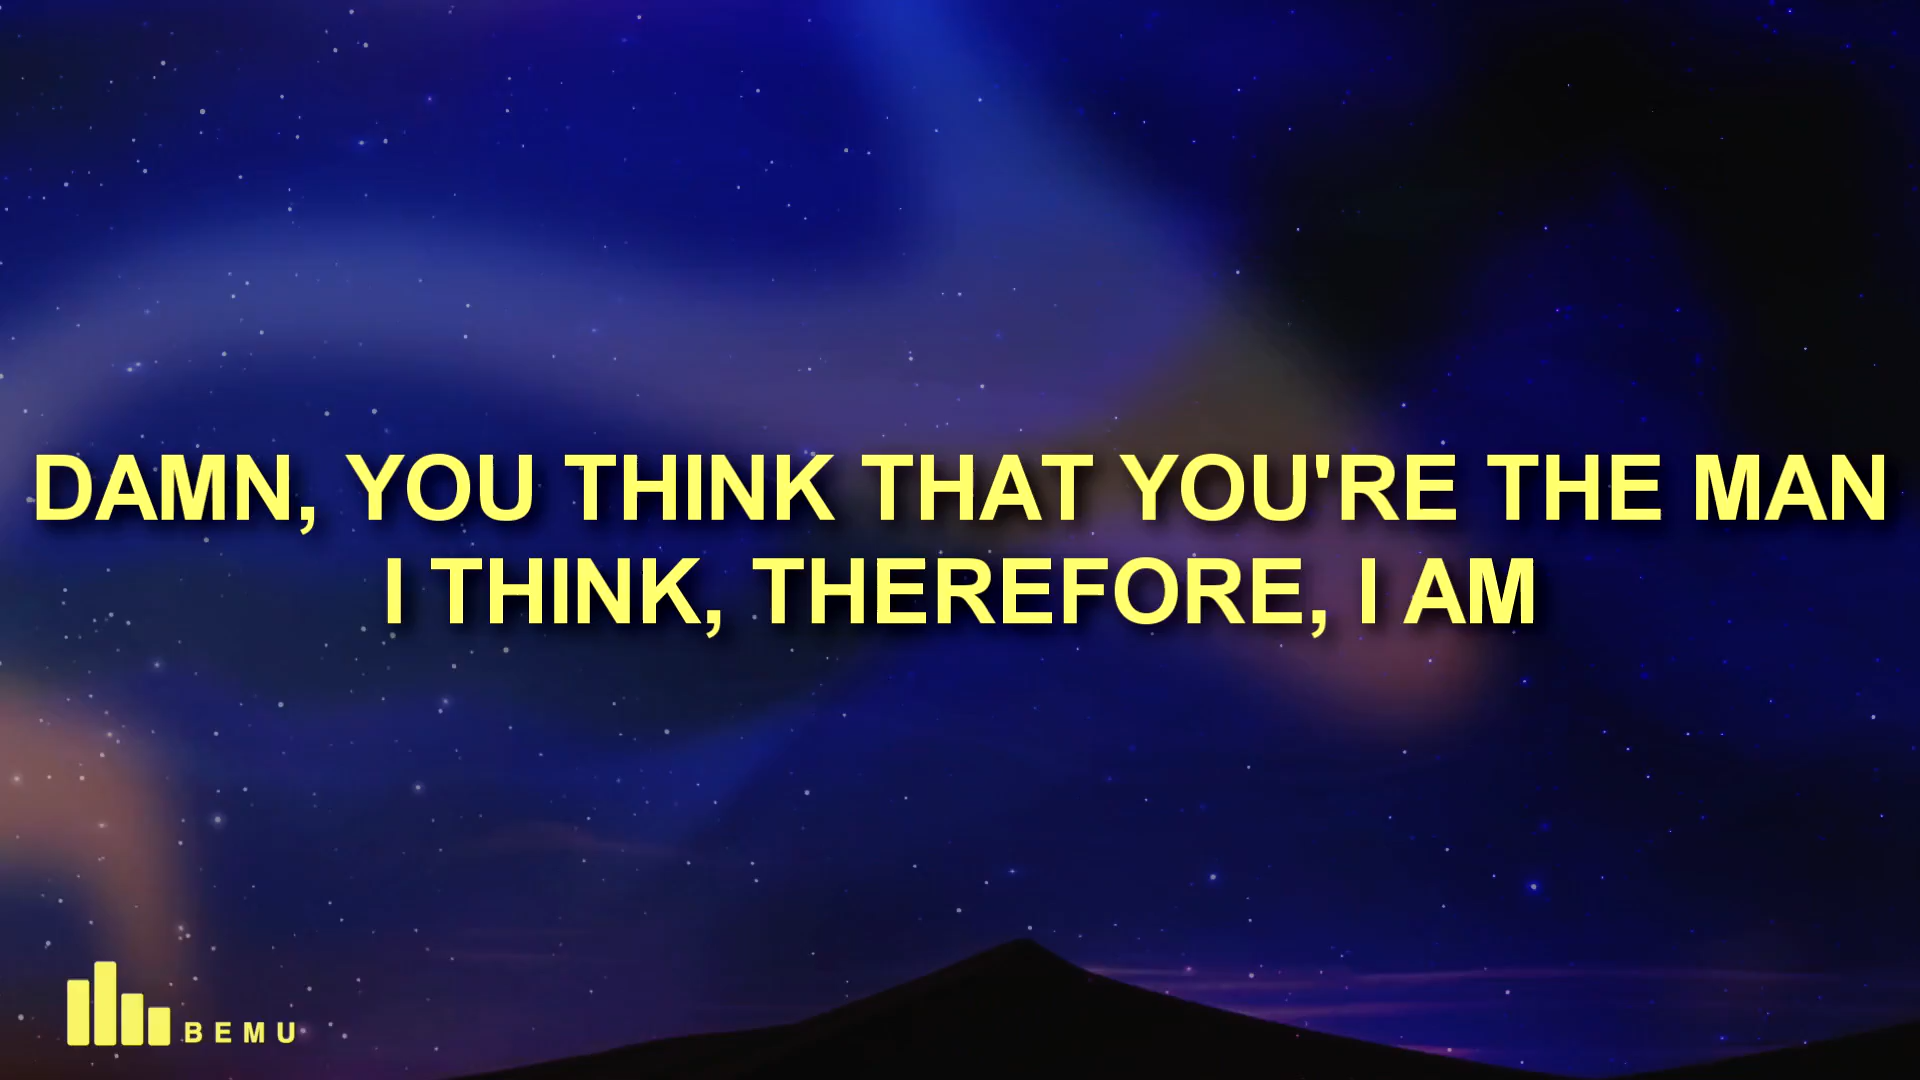 DAMN, YOU THINK THAT YOU'RE THE MAN
I THINK, THEREFORE, I AM
BEMU